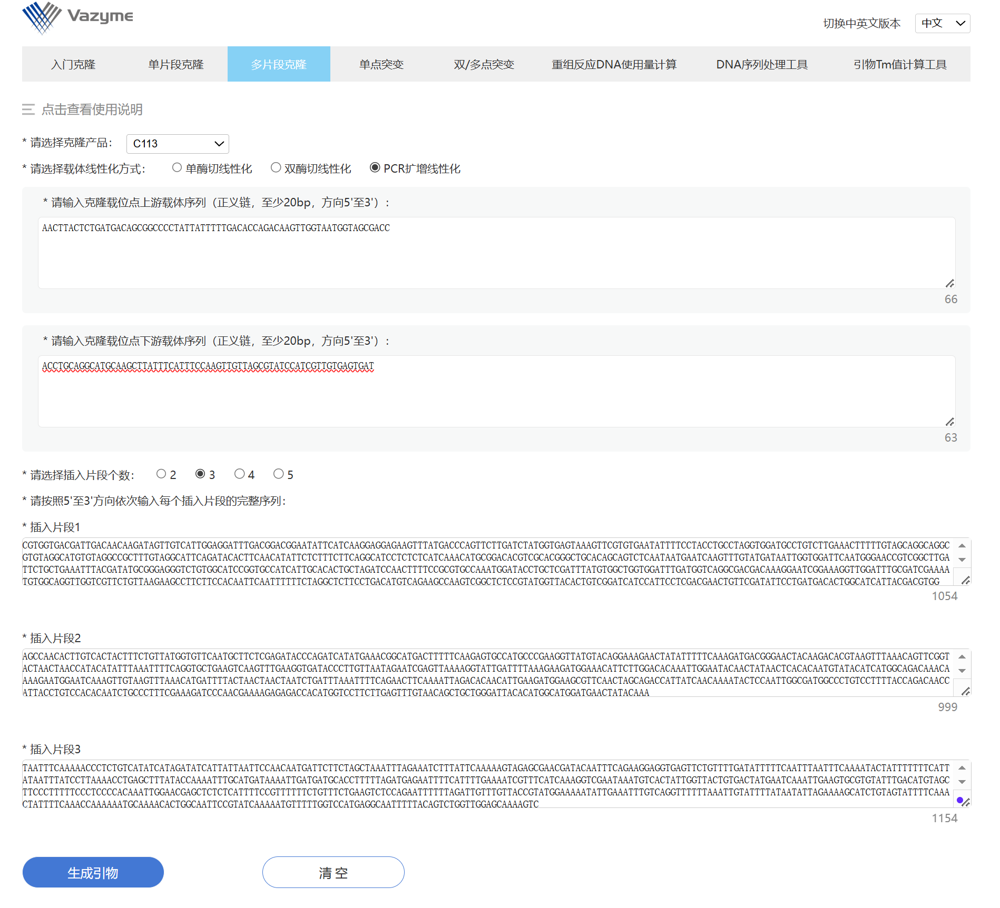 Vazyme
切换中英文版本 中文
入门克隆 单片段克隆 多片段克隆 单点突变 双/多点突变 重组反应DNA使用量计算 DNA序列处理工具 引物Tm值计算工具
点击查看使用说明
* 请选择克隆产品： C113
* 请选择载体线性化方式： 单酶切线性化 双酶切线性化 PCR扩增线性化
* 请输入克隆载位点上游载体序列（正义链，至少20bp，方向5'至3'）：
AACTTACTCTGATGACAGCGGCCCCTATTATTTTTGACACCAGACAAGTTGGTAATGGTAGCGACC
66
* 请输入克隆载位点下游载体序列（正义链，至少20bp，方向5'至3'）：
ACCTGCAGGCATGCAAGCTTATTTCATTTCCAAGTTGTTAGCGTATCCATCGTTGTGAGTGAT
63
* 请选择插入片段个数： 2 3 4 5
* 请按照5'至3'方向依次输入每个插入片段的完整序列：
* 插入片段1
CGTGGTGACGATTGACAACAAGATAGTTGTCATTGGAGGATTTGACGGACGGAATATTCATCAAGGAGGAGAAGTTTATGACCCAGTTCTTGATCTATGGTGAGTAAAGTTCGTGTGAATATTTTCCTACCTGCCTAGGTGGATGCCTGTCTTGAAACTTTTTGTAGCAGGCAGGC
GTGTAGGCATGTGTAGGCCGCTTTGTAGGCATTCAGATACACTTCAACATATTCTCTTTCTTCAGGCATCCTCTCTCATCAAACATGCGGACACGTCGCACGGGCTGCACAGCAGTCTCAATAATGAATCAAGTTTGTATGATAATTGGTGGATTCAATGGGAACCGTCGGCTTGA
TTCTGCTGAAATTTACGATATGCGGGAGGGTCTGTGGCATCCGGTGCCATCATTGCACACTGCTAGATCCAACTTTTCCGCGTGCCAAATGGATACCTGCTCGATTTATGTGGCTGGTGGATTTGATGGTCAGGCGACGACAAAGGAATCGGAAAGGTTGGATTTGCGATCGAAAA
TGTGGCAGGTTGGTCGTTCTGTTAAGAAGCCTTCTTCCACAATTCAATTTTTTCTAGGCTCTTCCTGACATGTCAGAAGCCAAGTCGGCTCTCCGTATGGTTACACTGTCGGATCATCCATTCCTCGACGAACTGTTCGATATTCCTGATGACACTGGCATCATTACGACGTGG
1054
* 插入片段2
AGCCAACACTTGTCACTACTTTCTGTTATGGTGTTCAATGCTTCTCGAGATACCCAGATCATATGAAACGGCATGACTTTTTCAAGAGTGCCATGCCCGAAGGTTATGTACAGGAAAGAACTATATTTTTCAAAGATGACGGGAACTACAAGACACGTAAGTTTAAACAGTTCGGT
ACTAACTAACCATACATATTTAAATTTTCAGGTGCTGAAGTCAAGTTTGAAGGTGATACCCTTGTTAATAGAATCGAGTTAAAAGGTATTGATTTTAAAGAAGATGGAAACATTCTTGGACACAAATTGGAATACAACTATAACTCACACAATGTATACATCATGGCAGACAAACA
AAAGAATGGAATCAAAGTTGTAAGTTTAAACATGATTTTACTAACTAACTAATCTGATTTAAATTTTCAGAACTTCAAAATTAGACACAACATTGAAGATGGAAGCGTTCAACTAGCAGACCATTATCAACAAAATACTCCAATTGGCGATGGCCCTGTCCTTTTACCAGACAACC
ATTACCTGTCCACACAATCTGCCCTTTCGAAAGATCCCAACGAAAAGAGAGACCACATGGTCCTTCTTGAGTTTGTAACAGCTGCTGGGATTACACATGGCATGGATGAACTATACAAA
999
* 插入片段3
TAATTTCAAAAACCCTCTGTCATATCATAGATATCATTATTAATTCCAACAATGATTCTTCTAGCTAAATTTAGAAATCTTTATTCAAAAAGTAGAGCGAACGATACAATTTCAGAAGGAGGTGAGTTCTGTTTTGATATTTTTCAATTTAATTTCAAAATACTATTTTTTTCATT
ATAATTTATCCTTAAAACCTGAGCTTTATACCAAAATTTGCATGATAAAATTGATGATGCACCTTTTTAGATGAGAATTTTCATTTTGAAAATCGTTTCATCAAAGGTCGAATAAATGTCACTATTGGTTACTGTGACTATGAATCAAATTGAAGTGCGTGTATTTGACATGTAGC
TTCCCTTTTTCCCTCCCCACAAATTGGAACGAGCTCTCTCATTTTCCGTTTTTTCTGTTTCTGAAGTCTCCAGAATTTTTTAGATTGTTTGTTACCGTATGGAAAAATATTGAAATTTGTCAGGTTTTTTAAATTGTATTTTATAATATTAGAAAAGCATCTGTAGTATTTTCAAA
CTATTTTCAAACCAAAAAATGCAAAACACTGGCAATTCCGTATCAAAAATGTTTTTGGTCCATGAGGCAATTTTTACAGTCTGGTTGGAGCAAAAGTC
1154
生成引物 清 空